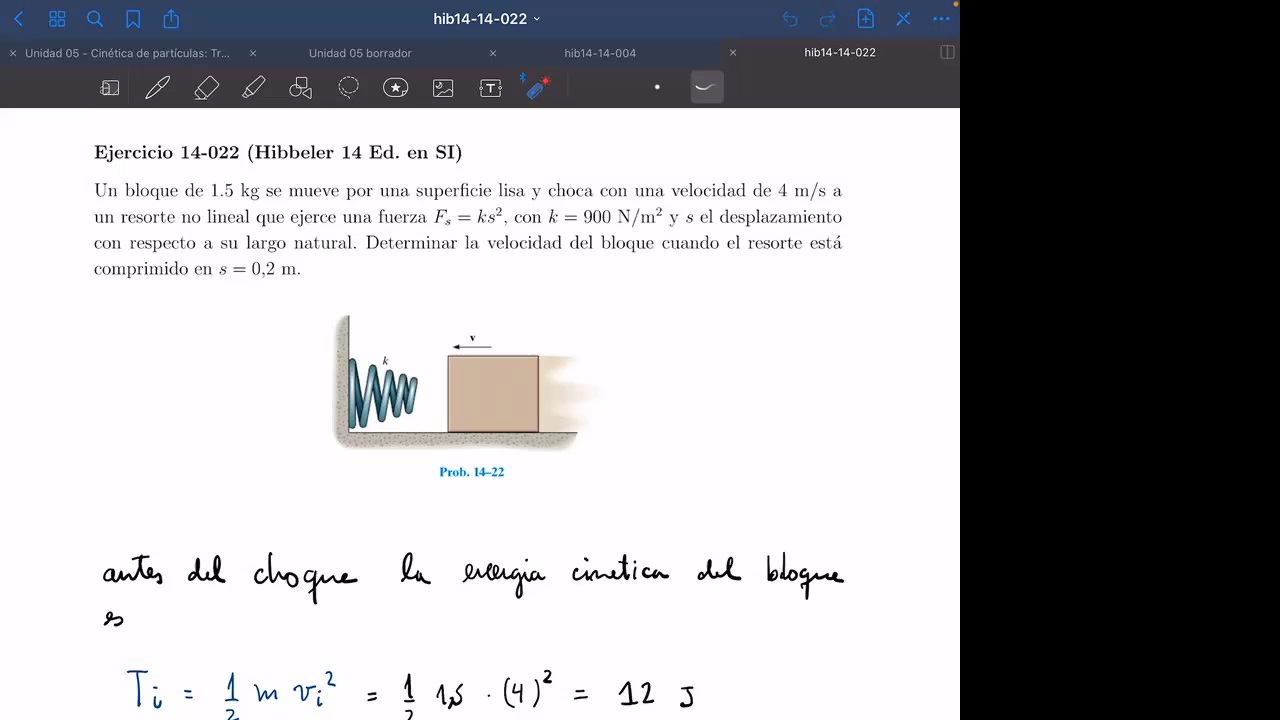 hib14-14-022
Unidad 05 - Cinética de partículas: Tr...
Unidad 05 borrador
hib14-14-004
hib14-14-022
Ejercicio 14-022 (Hibbeler 14 Ed. en SI)
Un bloque de 1.5 kg se mueve por una superficie lisa y choca con una velocidad de 4 m/s a
un resorte no lineal que ejerce una fuerza Fₛ = ks², con k = 900 N/m² y s el desplazamiento
con respecto a su largo natural. Determinar la velocidad del bloque cuando el resorte está
comprimido en s = 0,2 m.
v
k
Prob. 14–22
antes del choque la energia cinetica del bloque
es
Ti = 1/2 m vi² = 1/2 1,5 · (4)² = 12 J